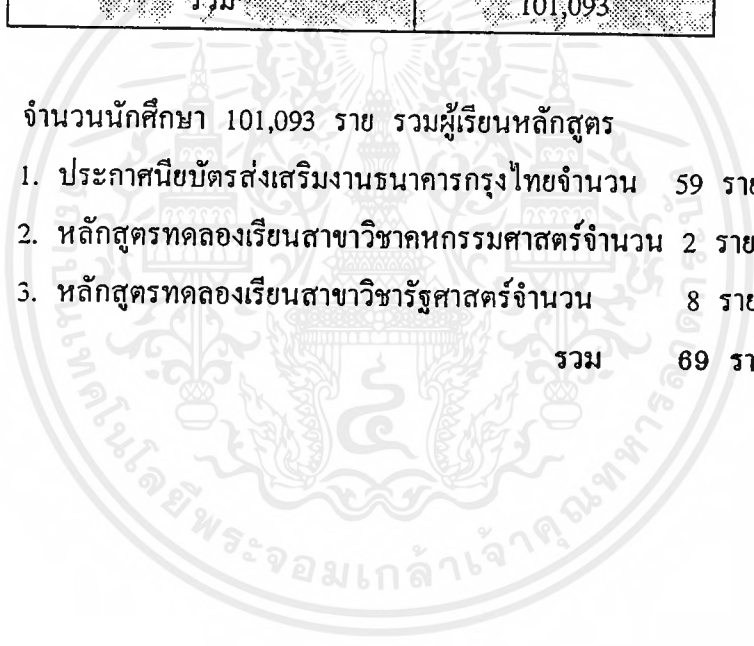 รวม 101,093
จำนวนนักศึกษา 101,093 ราย รวมผู้เรียนหลักสูตร
1. ประกาศนียบัตรส่งเสริมงานธนาคารกรุงไทยจำนวน 59 ราย
2. หลักสูตรทดลองเรียนสาขาวิชาคหกรรมศาสตร์จำนวน 2 ราย
3. หลักสูตรทดลองเรียนสาขาวิชารัฐศาสตร์จำนวน 8 ราย
รวม 69 รา